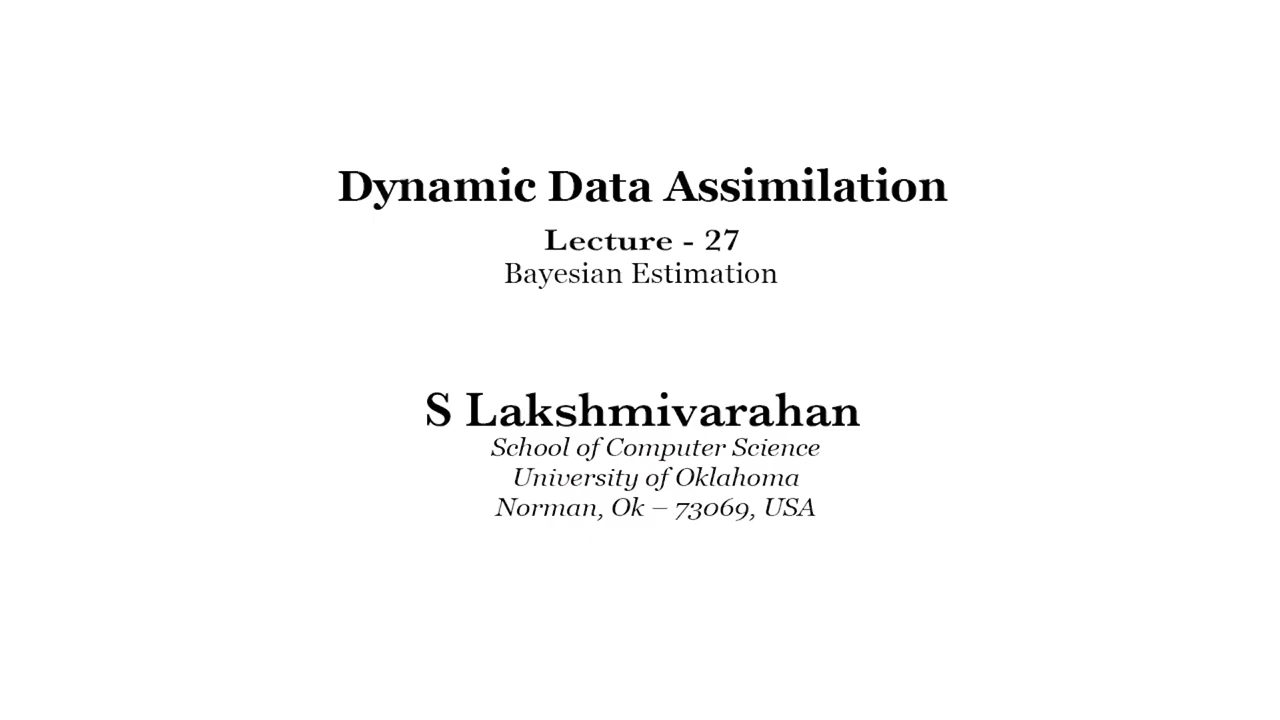 Dynamic Data Assimilation
Lecture - 27
Bayesian Estimation
S Lakshmivarahan
School of Computer Science
University of Oklahoma
Norman, Ok – 73069, USA